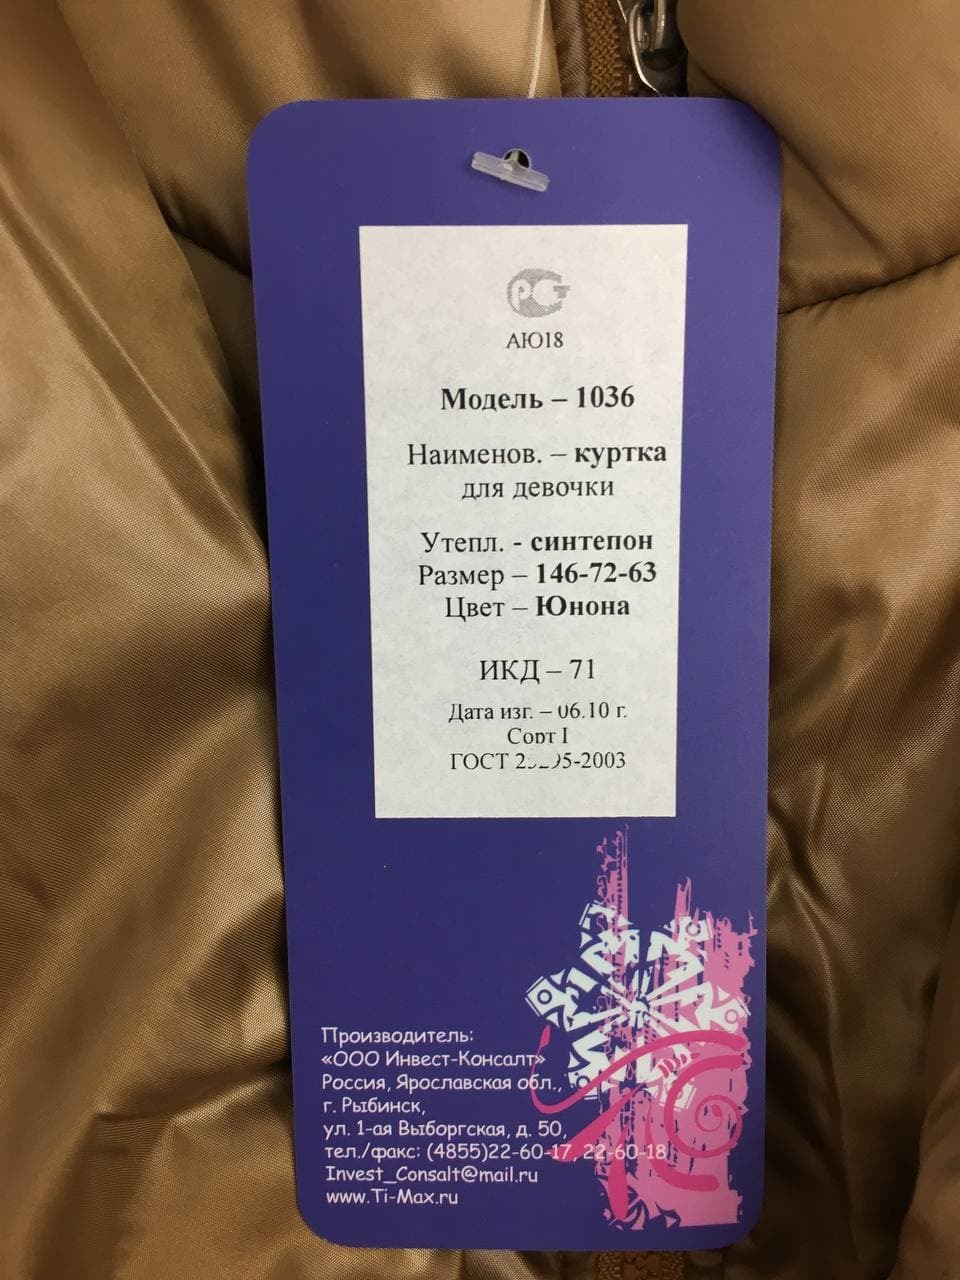 РСТ
АЮ18
Модель – 1036
Наименов. – куртка
для девочки
Утепл. - синтепон
Размер – 146-72-63
Цвет – Юнона
ИКД – 71
Дата изг. – 06.10 г.
Сорт I
ГОСТ
Производитель:
«ООО Инвест-Консалт»
Россия, Ярославская обл.,
г. Рыбинск,
ул. 1-ая Выборгская, д. 50,
тел./факс: (4855)22-60-17, 22-60-18
Invest_Consalt@mail.ru
www.Ti-Max.ru